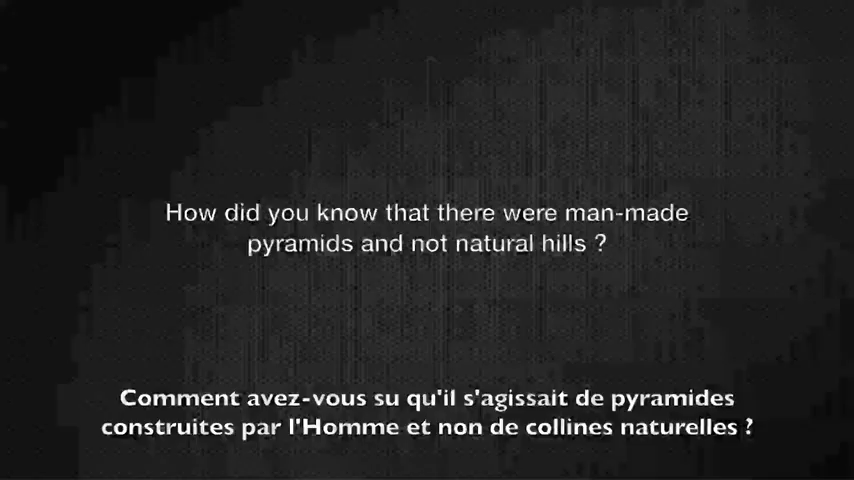 How did you know that there were man-made
pyramids and not natural hills ?
Comment avez-vous su qu'il s'agissait de pyramides
construites par l'Homme et non de collines naturelles ?